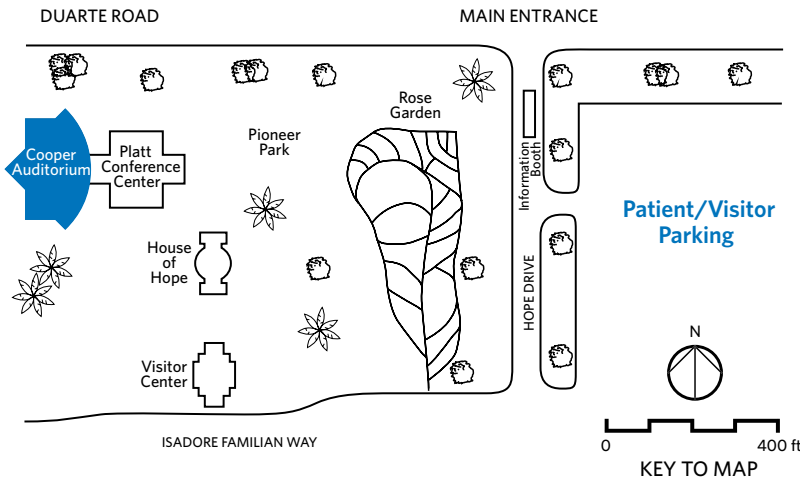 DUARTE ROAD
MAIN ENTRANCE
Rose
Garden
Pioneer
Park
Cooper
Auditorium
Platt
Conference
Center
Information
Booth
Patient/Visitor
Parking
House
of
Hope
HOPE DRIVE
Visitor
Center
N
ISADORE FAMILIAN WAY
0
400 ft
KEY TO MAP